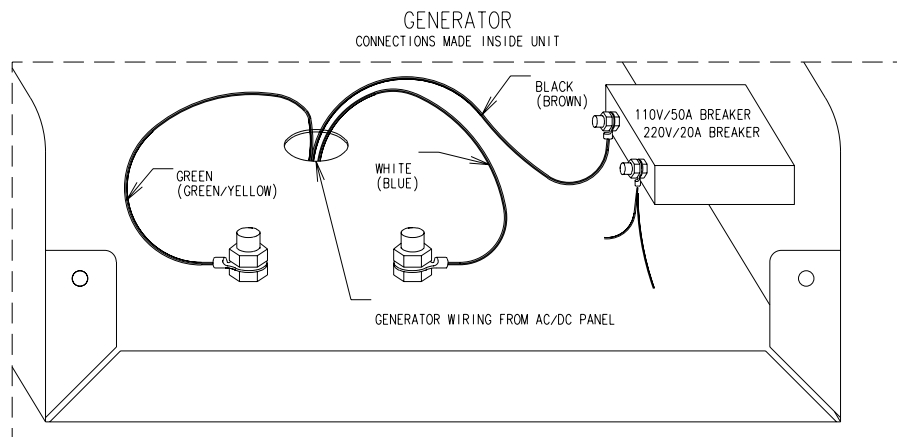 GENERATOR
CONNECTIONS MADE INSIDE UNIT
BLACK
(BROWN)
110V/50A BREAKER
220V/20A BREAKER
GREEN
(GREEN/YELLOW)
WHITE
(BLUE)
GENERATOR WIRING FROM AC/DC PANEL